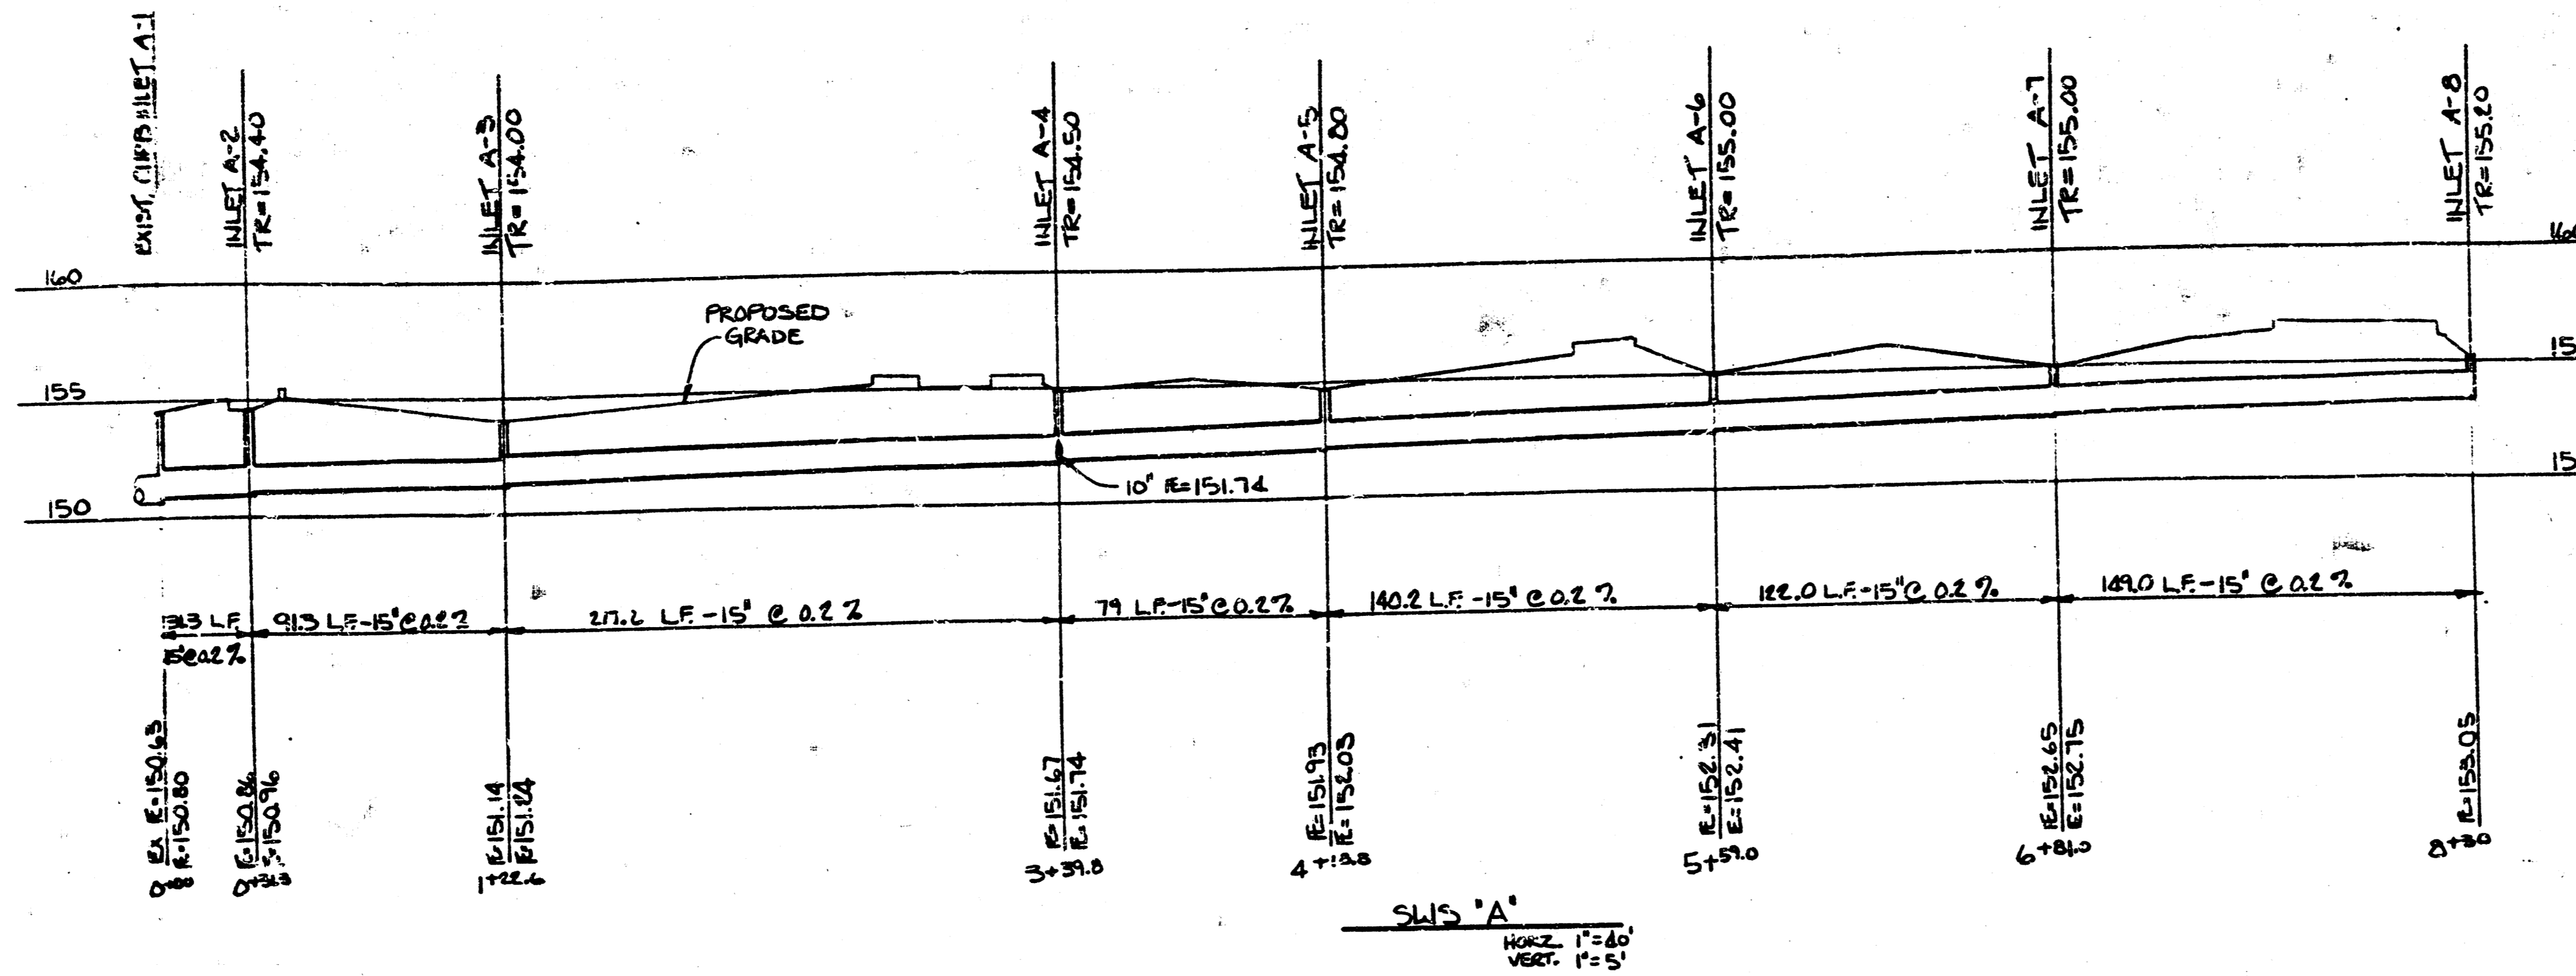 EXIST. CURB INLET A-1
INLET A-2
TR=154.40
INLET A-3
TR=154.00
INLET A-4
TR=154.50
INLET A-5
TR=154.80
INLET A-6
TR=155.00
INLET A-7
TR=155.00
INLET A-8
TR=155.20
160
160
PROPOSED
GRADE
155
15
10" IE=151.74
150
15
31.3 L.F.
15"@0.2%
91.3 L.F.-15"@0.2%
217.2 L.F.-15" @ 0.2%
79 L.F.-15"@0.2%
140.2 L.F.-15" @ 0.2%
122.0 L.F.-15"@ 0.2%
149.0 L.F.-15" @ 0.2%
EX IE=150.63
IE=150.80
0+00
IE=150.86
IE=150.96
0+31.3
IE=151.14
IE=151.24
1+22.6
IE=151.67
IE=151.74
3+39.8
IE=151.93
IE=152.03
4+18.8
IE=152.31
IE=152.41
5+59.0
IE=152.65
IE=152.75
6+81.0
IE=153.05
8+30
SWS "A"
HORZ. 1"=40'
VERT. 1"=5'